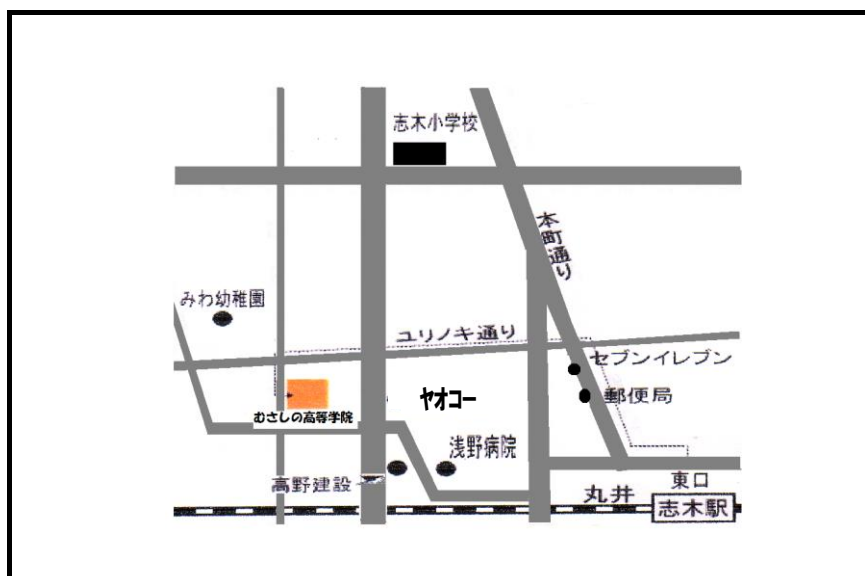 志木小学校
本町通り
みわ幼稚園
ユリノキ通り
セブンイレブン
ヤオコー
郵便局
むさしの高等学院
浅野病院
高野建設
丸井
東口
志木駅